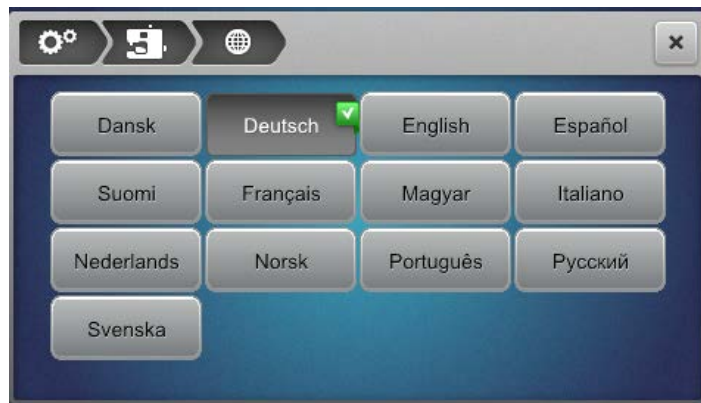 Dansk Deutsch English Español
Suomi Français Magyar Italiano
Nederlands Norsk Português Русский
Svenska